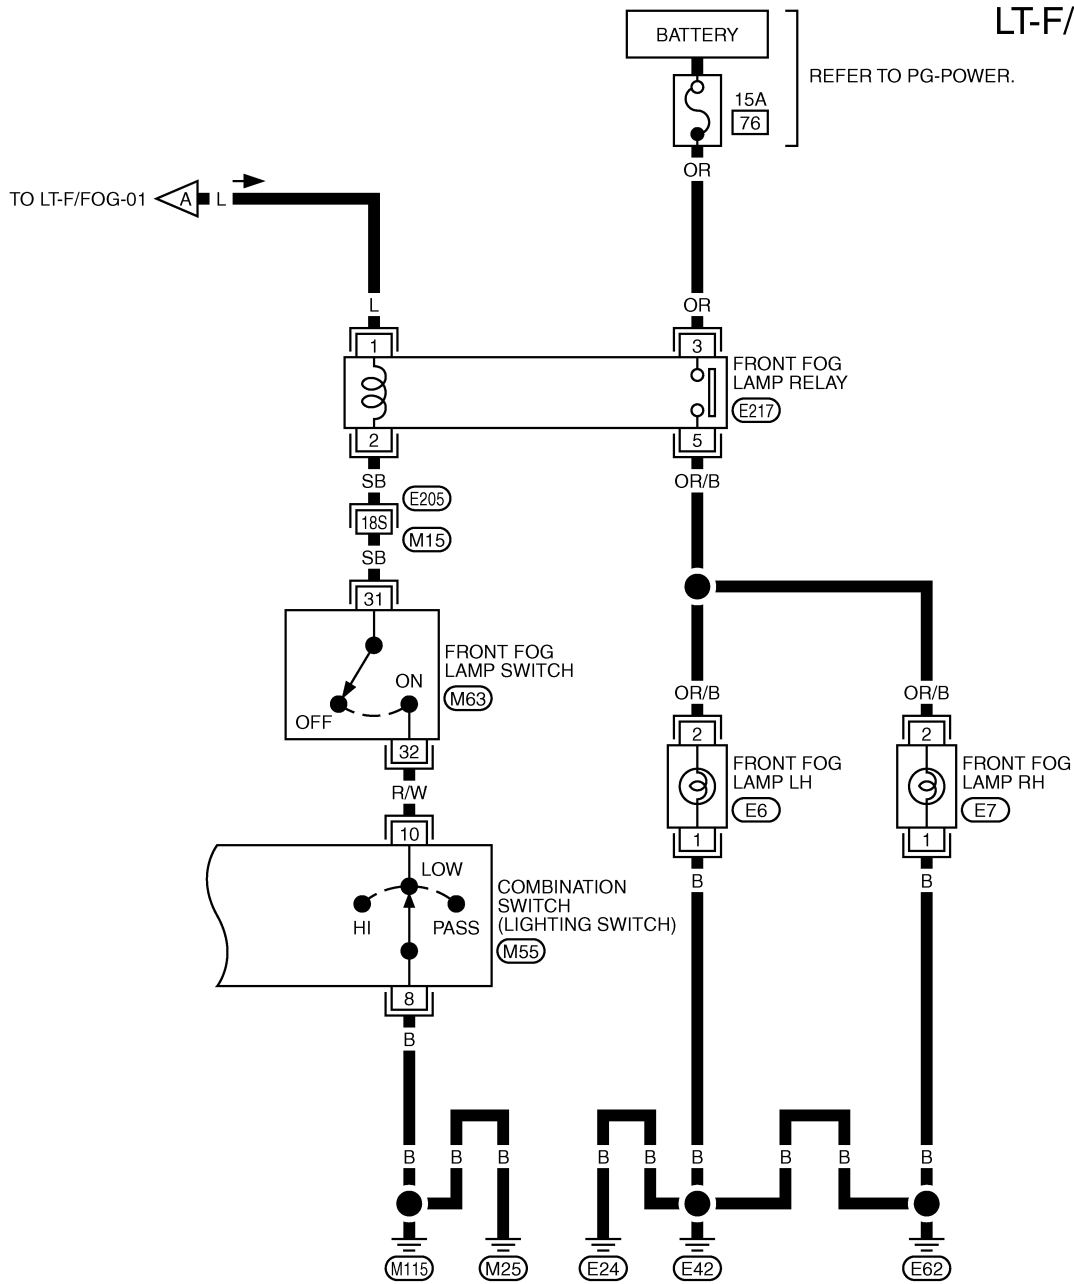 LT-F/
BATTERY
REFER TO PG-POWER.
15A
76
OR
TO LT-F/FOG-01
A
L
L
OR
1
3
FRONT FOG
LAMP RELAY
E217
2
5
SB
OR/B
E205
18S
M15
SB
31
FRONT FOG
LAMP SWITCH
M63
ON
OFF
32
R/W
OR/B
OR/B
2
2
FRONT FOG
LAMP LH
E6
FRONT FOG
LAMP RH
E7
1
1
10
LOW
HI
PASS
COMBINATION
SWITCH
(LIGHTING SWITCH)
M55
B
B
8
B
B
B
B
B
B
B
B
B
B
M115
M25
E24
E42
E62